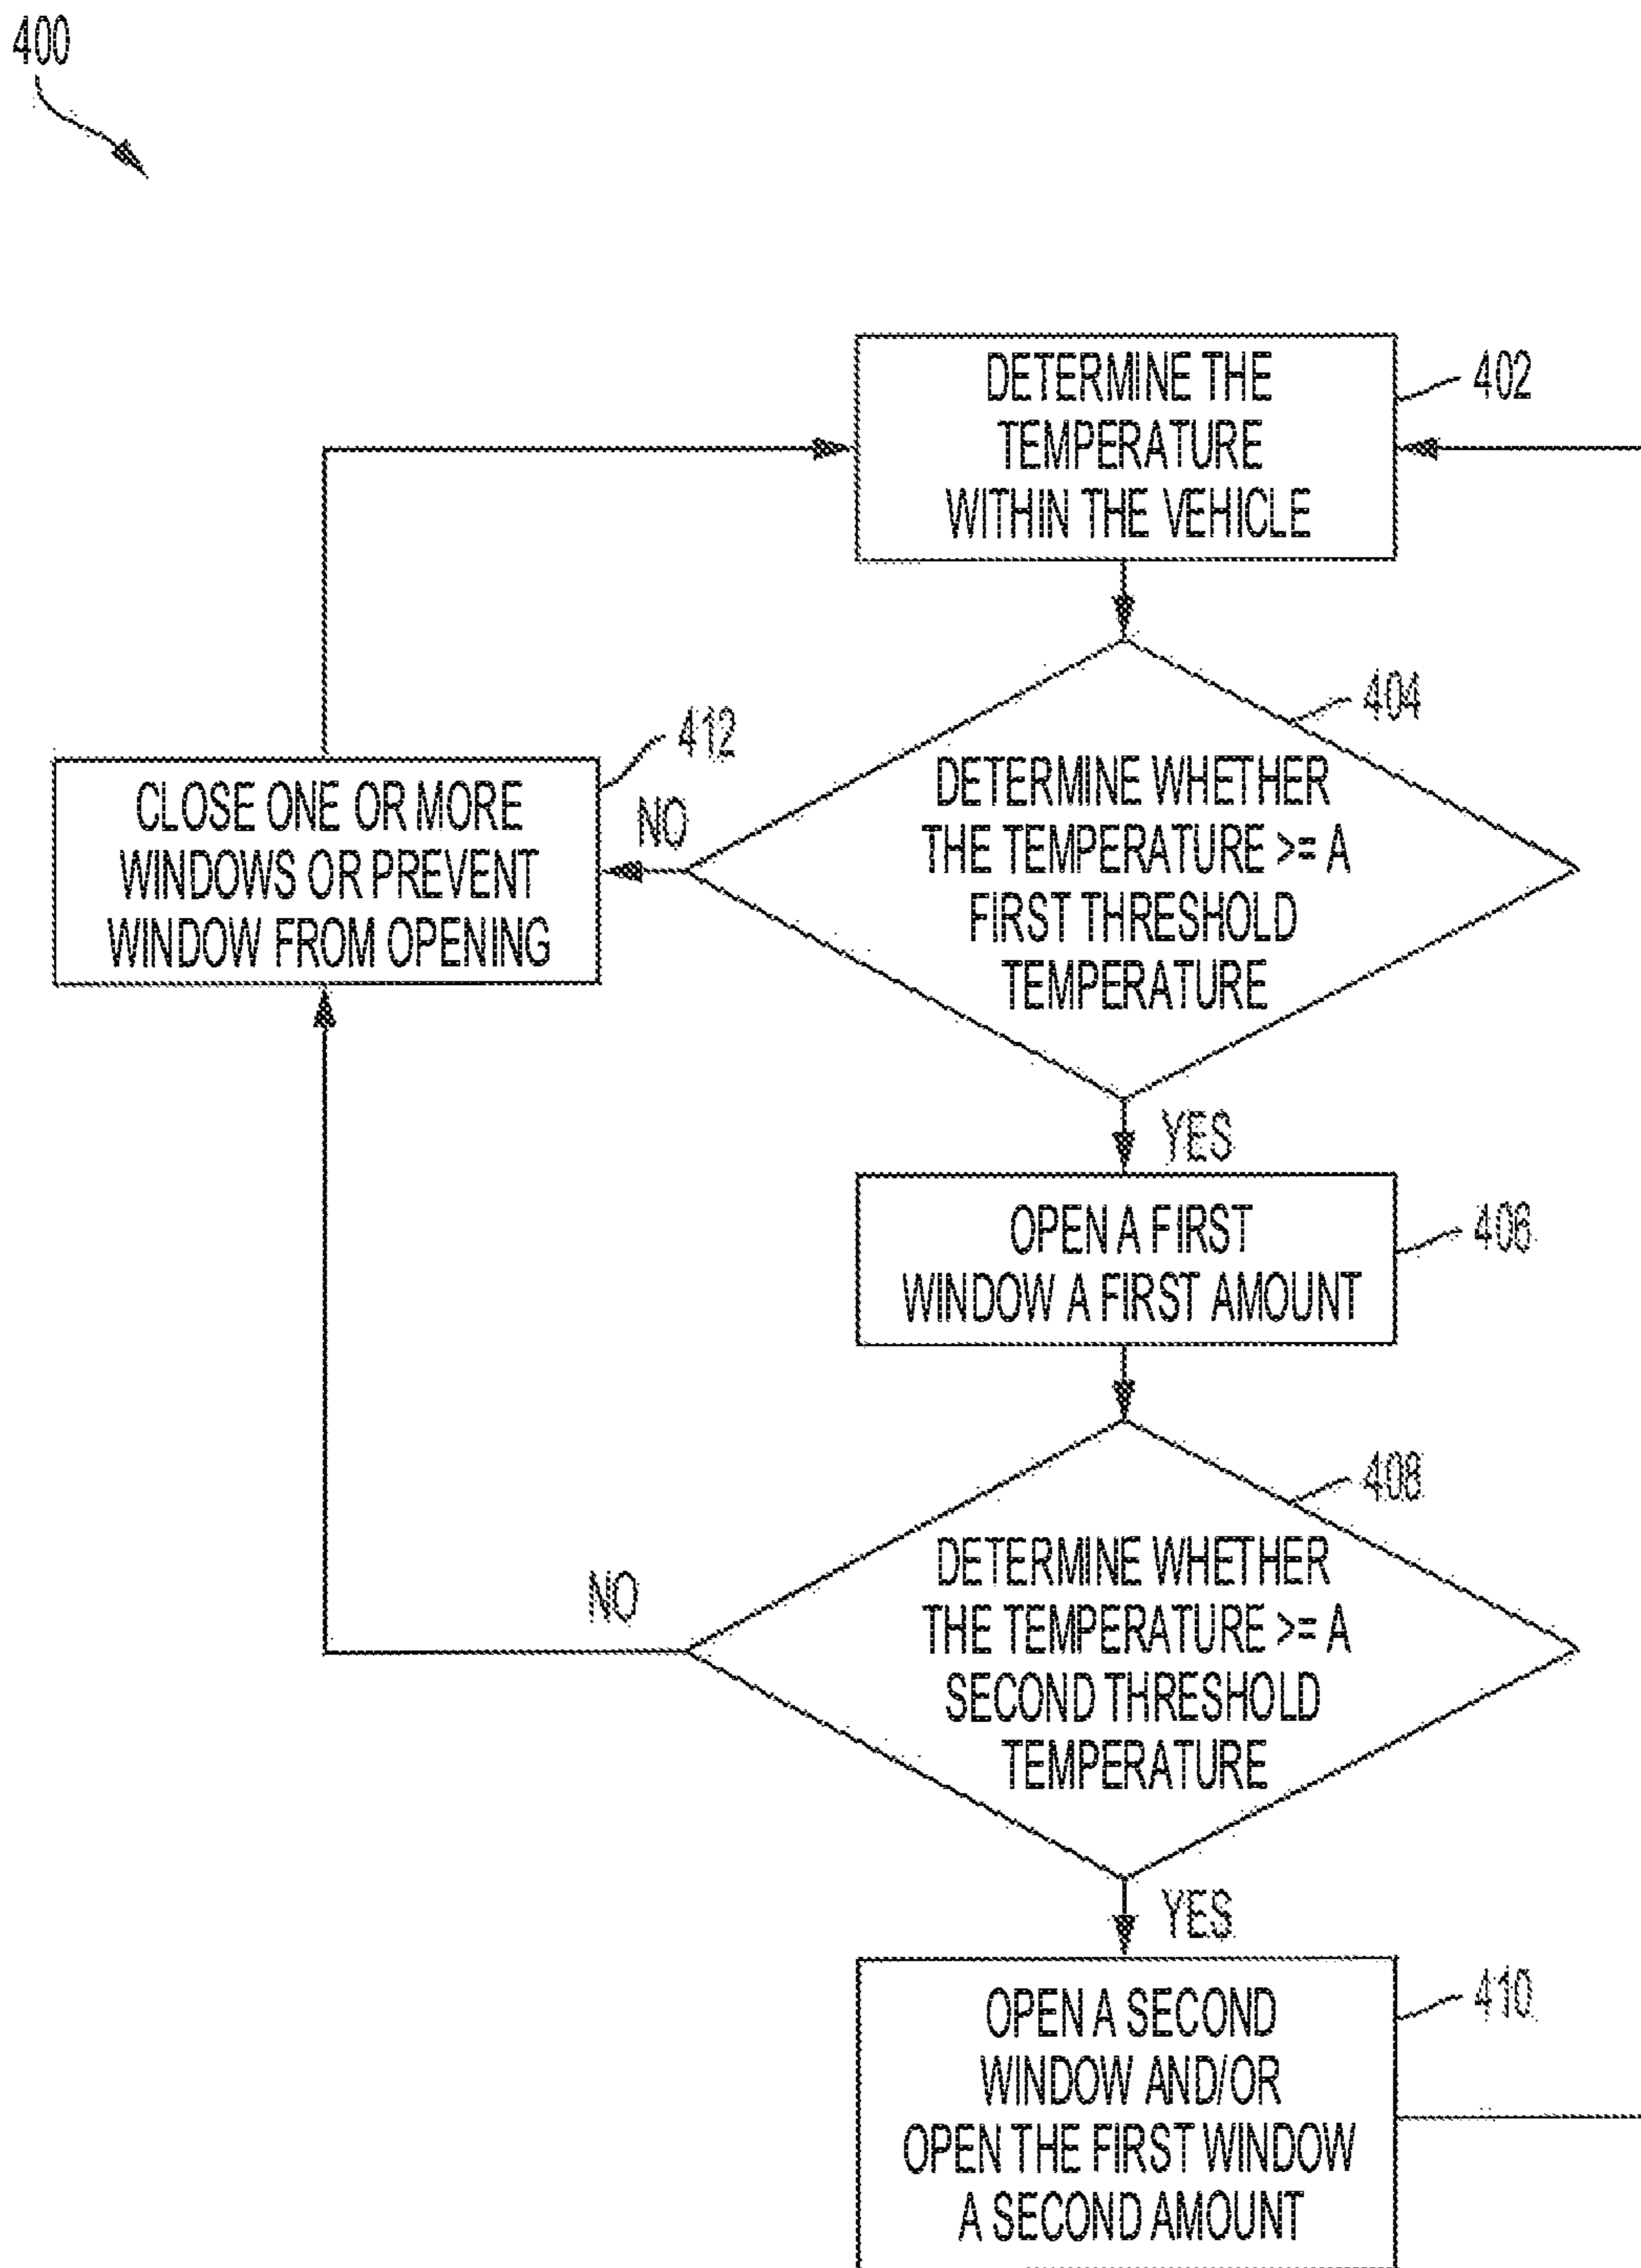 400
DETERMINE THE
TEMPERATURE
WITHIN THE VEHICLE
402
404
DETERMINE WHETHER
THE TEMPERATURE >= A
FIRST THRESHOLD
TEMPERATURE
412
NO
CLOSE ONE OR MORE
WINDOWS OR PREVENT
WINDOW FROM OPENING
YES
OPEN A FIRST
WINDOW A FIRST AMOUNT
406
408
DETERMINE WHETHER
THE TEMPERATURE >= A
SECOND THRESHOLD
TEMPERATURE
NO
YES
OPEN A SECOND
WINDOW AND/OR
OPEN THE FIRST WINDOW
A SECOND AMOUNT
410